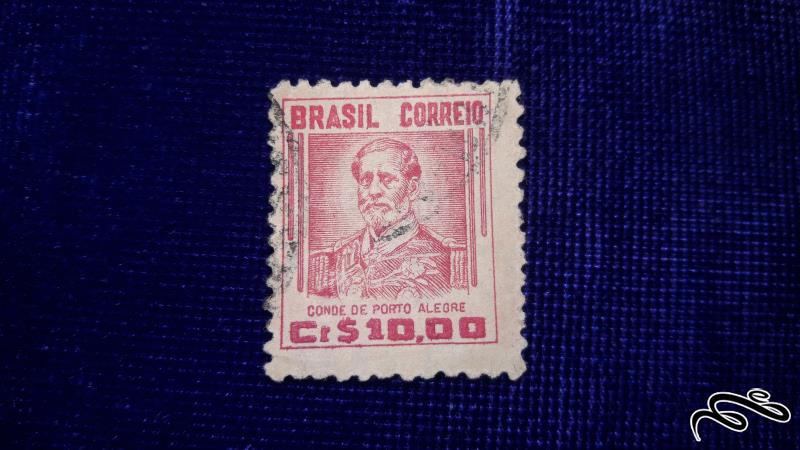 BRASIL CORREIO
CONDE DE PORTO ALEGRE
Cr$10,00